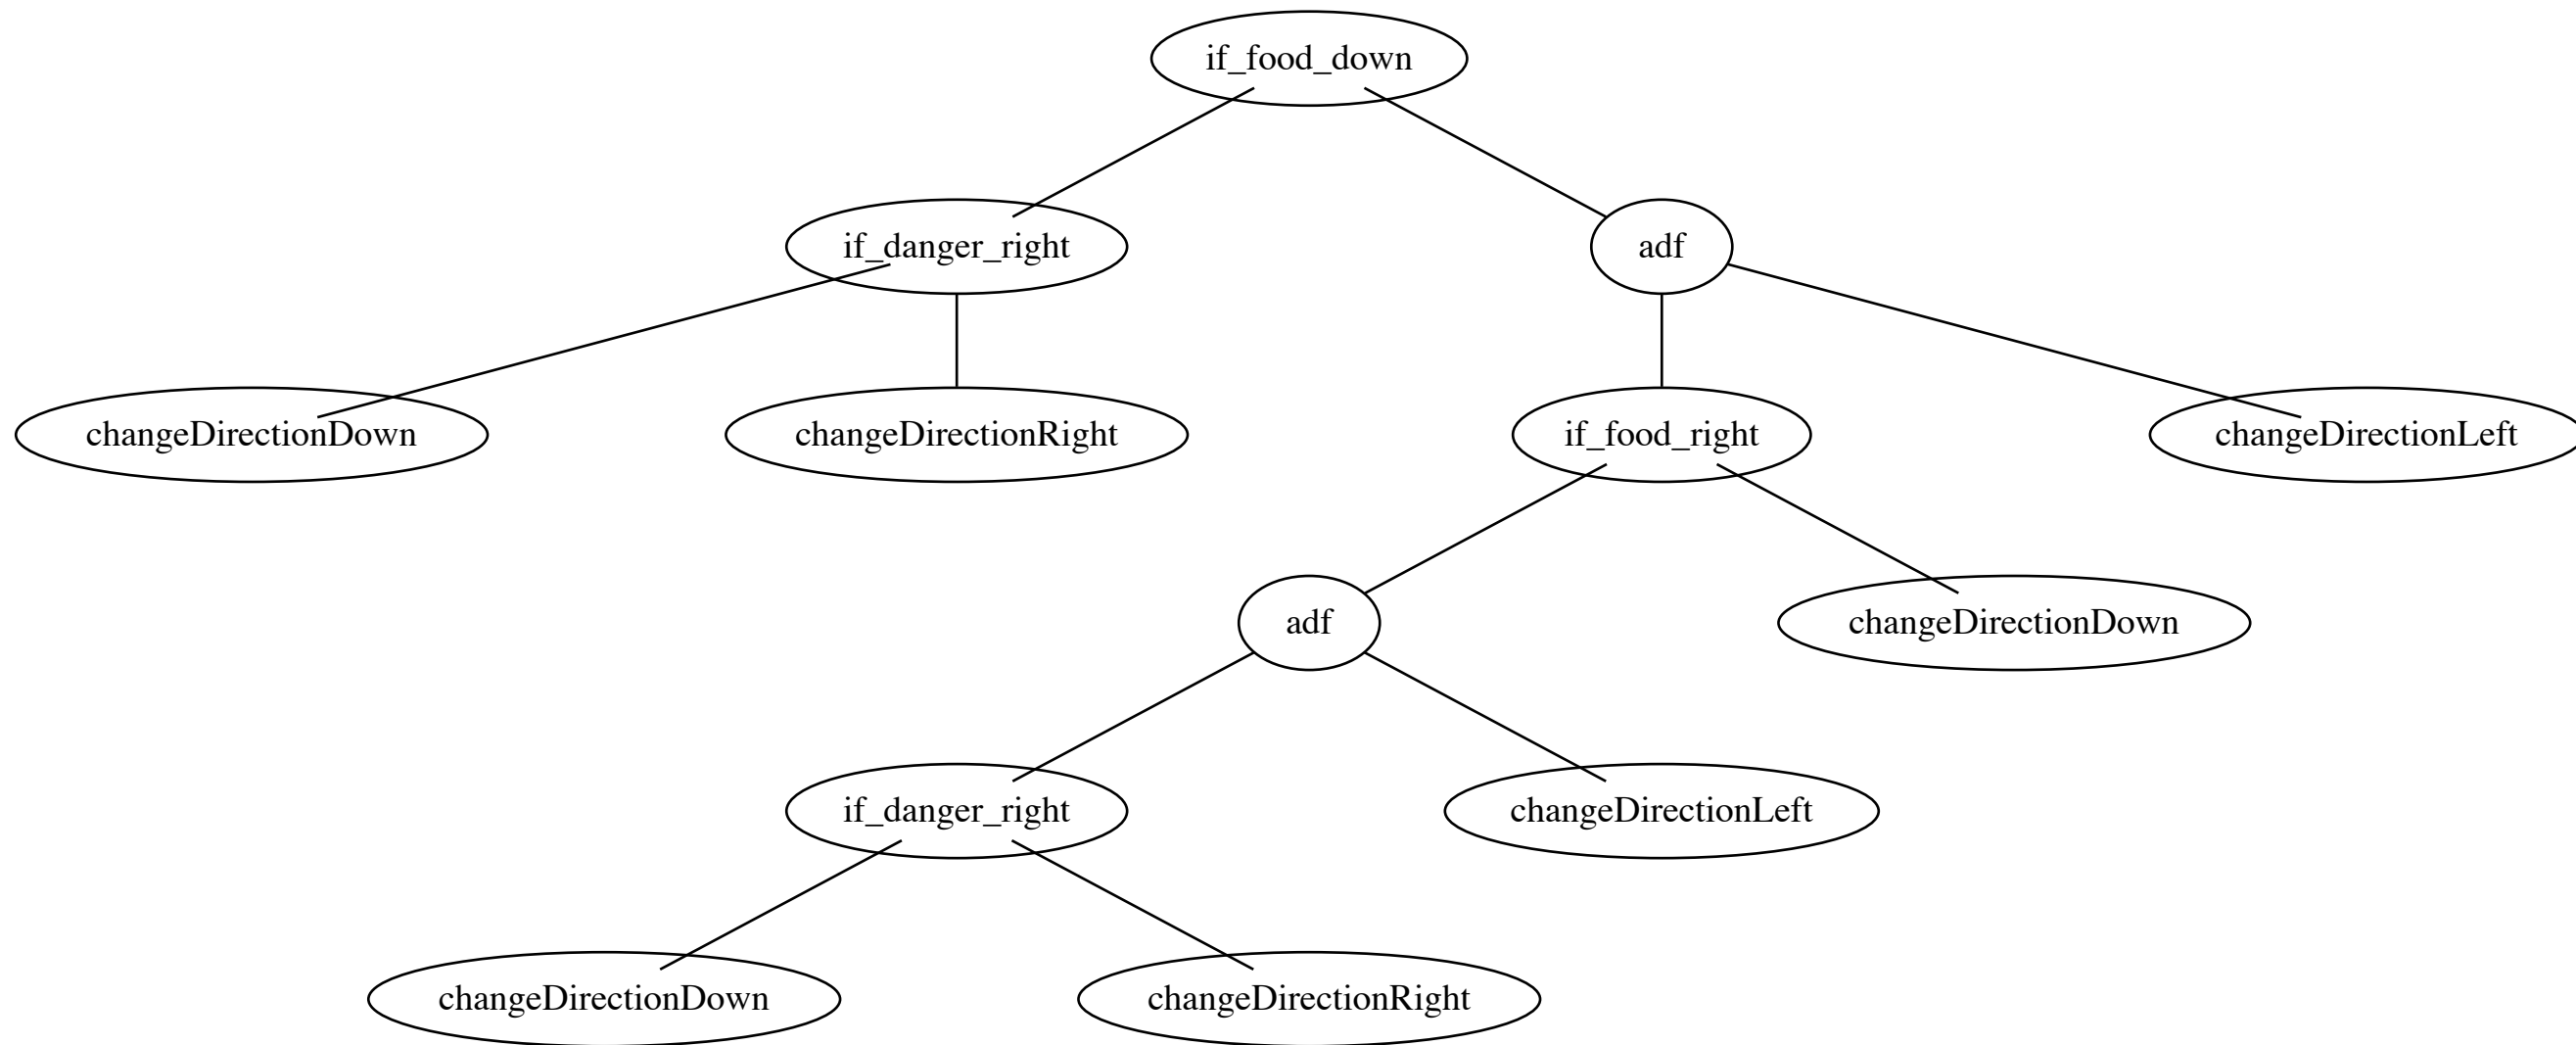 if_food_down
if_danger_right
adf
changeDirectionDown
changeDirectionRight
if_food_right
changeDirectionLeft
adf
changeDirectionDown
if_danger_right
changeDirectionLeft
changeDirectionDown
changeDirectionRight